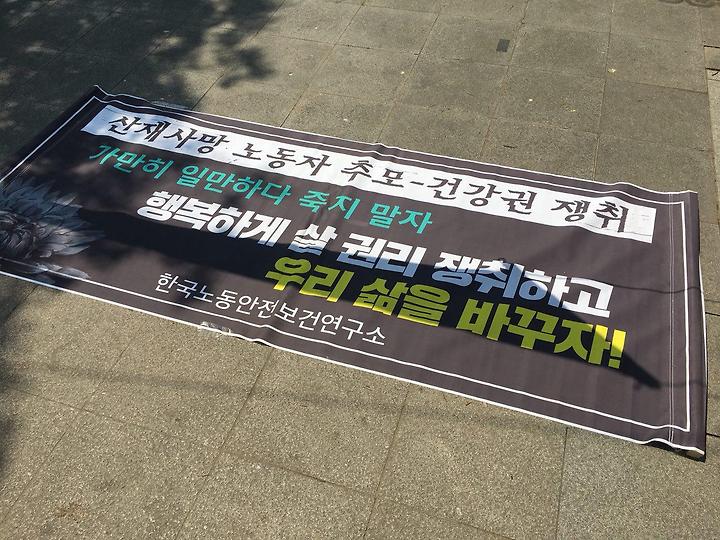 산재사망 노동자 추모-건강권 쟁취
가만히 일만하다 죽지 말자
행복하게 살 권리 쟁취하고
우리 삶을 바꾸자!
한국노동안전보건연구소